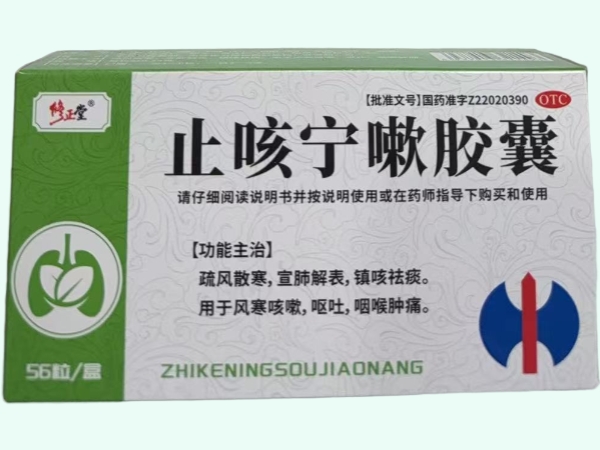 修正堂®
【批准文号】国药准字Z22020390 OTC
止咳宁嗽胶囊
请仔细阅读说明书并按说明使用或在药师指导下购买和使用
【功能主治】
疏风散寒,宣肺解表,镇咳祛痰。
用于风寒咳嗽,呕吐,咽喉肿痛。
56粒/盒
ZHIKENINGSOUJIAONANG